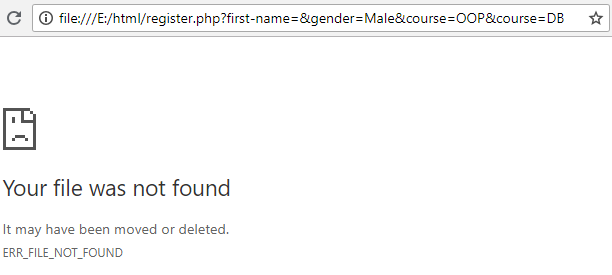 file:///E:/html/register.php?first-name=&gender=Male&course=OOP&course=DB
Your file was not found
It may have been moved or deleted.
ERR_FILE_NOT_FOUND